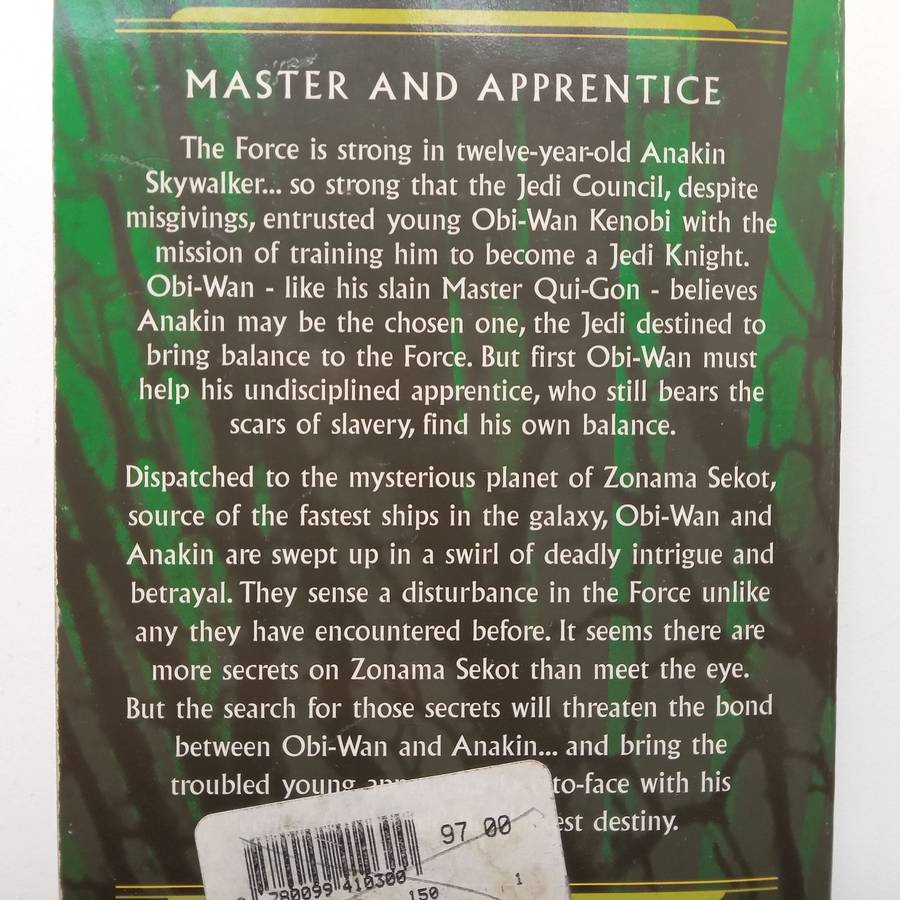 MASTER AND APPRENTICE
The Force is strong in twelve-year-old Anakin
Skywalker... so strong that the Jedi Council, despite
misgivings, entrusted young Obi-Wan Kenobi with the
mission of training him to become a Jedi Knight.
Obi-Wan - like his slain Master Qui-Gon - believes
Anakin may be the chosen one, the Jedi destined to
bring balance to the Force. But first Obi-Wan must
help his undisciplined apprentice, who still bears the
scars of slavery, find his own balance.
Dispatched to the mysterious planet of Zonama Sekot,
source of the fastest ships in the galaxy, Obi-Wan and
Anakin are swept up in a swirl of deadly intrigue and
betrayal. They sense a disturbance in the Force unlike
any they have encountered before. It seems there are
more secrets on Zonama Sekot than meet the eye.
But the search for those secrets will threaten the bond
between Obi-Wan and Anakin... and bring the
troubled young to-face with his
destiny.
97.00
780099 410300
150 1